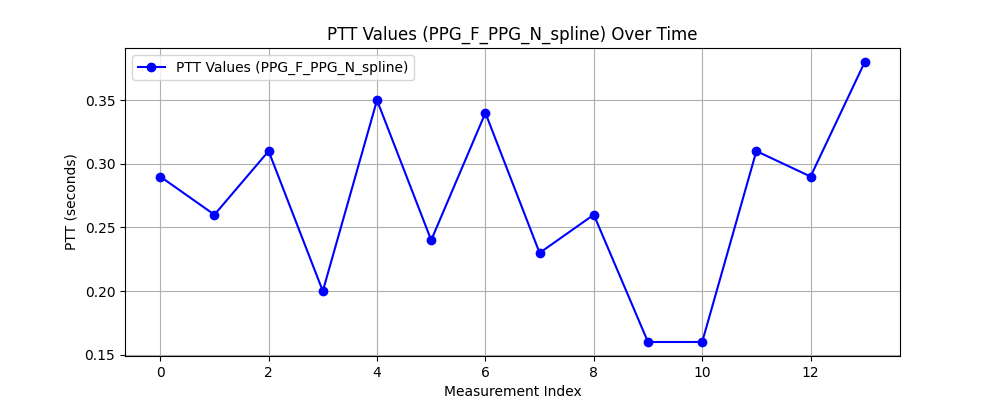 PTT Values (PPG_F_PPG_N_spline) Over Time
PTT Values (PPG_F_PPG_N_spline)
PTT (seconds)
0.35
0.30
0.25
0.20
0.15
0 2 4 6 8 10 12
Measurement Index